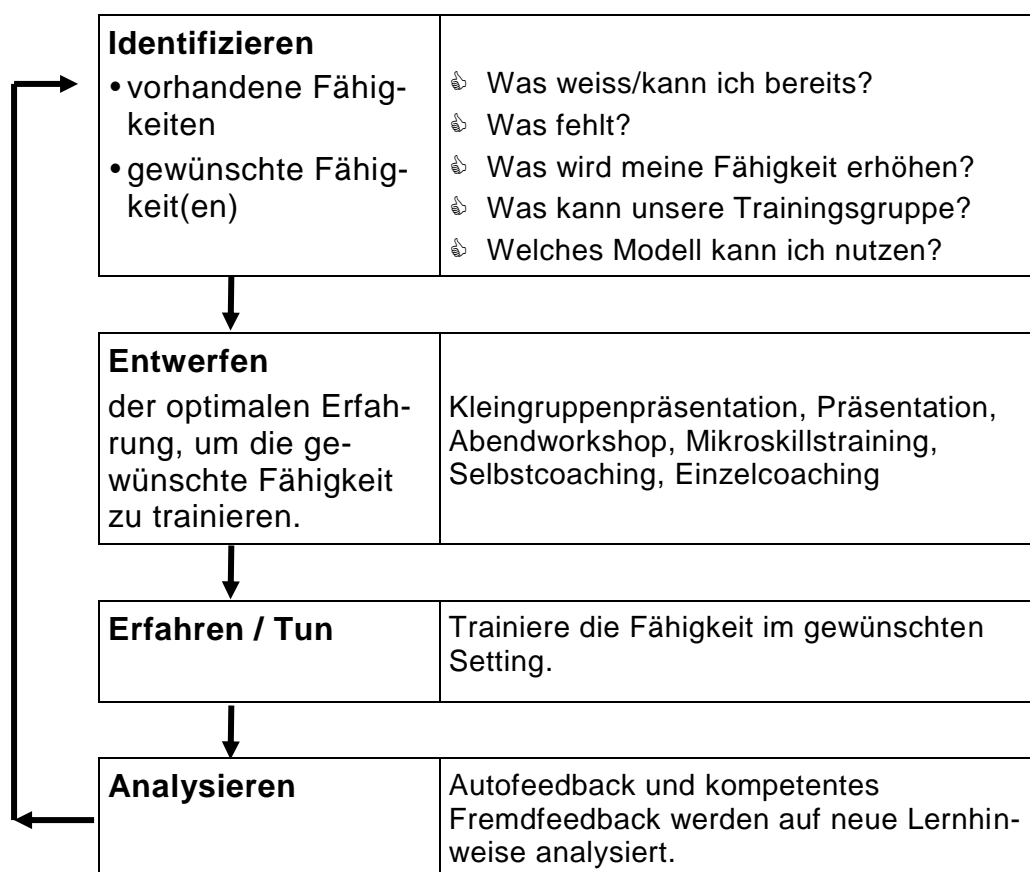 Identifizieren
• vorhandene Fähig-
keiten
• gewünschte Fähig-
keit(en)
Was weiss/kann ich bereits?
Was fehlt?
Was wird meine Fähigkeit erhöhen?
Was kann unsere Trainingsgruppe?
Welches Modell kann ich nutzen?
Entwerfen
der optimalen Erfah-
rung, um die ge-
wünschte Fähigkeit
zu trainieren.
Kleingruppenpräsentation, Präsentation,
Abendworkshop, Mikroskillstraining,
Selbstcoaching, Einzelcoaching
Erfahren / Tun
Trainiere die Fähigkeit im gewünschten
Setting.
Analysieren
Autofeedback und kompetentes
Fremdfeedback werden auf neue Lernhin-
weise analysiert.